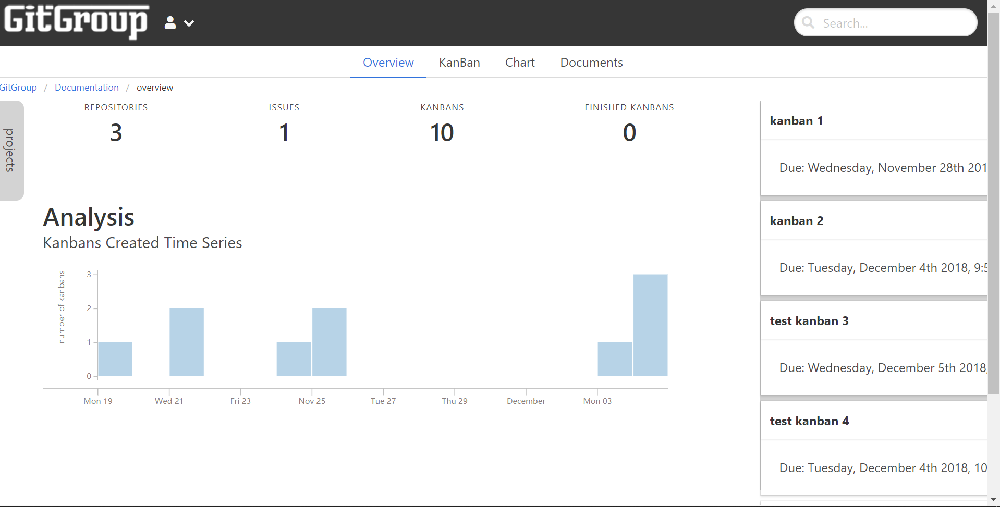 GitGroup
Search...
Overview
KanBan
Chart
Documents
GitGroup / Documentation / overview
projects
REPOSITORIES
3
ISSUES
1
KANBANS
10
FINISHED KANBANS
0
Analysis
Kanbans Created Time Series
number of kanbans
3
2
1
0
Mon 19
Wed 21
Fri 23
Nov 25
Tue 27
Thu 29
December
Mon 03
kanban 1
Due: Wednesday, November 28th 201
kanban 2
Due: Tuesday, December 4th 2018, 9:5
test kanban 3
Due: Wednesday, December 5th 2018,
test kanban 4
Due: Tuesday, December 4th 2018, 10